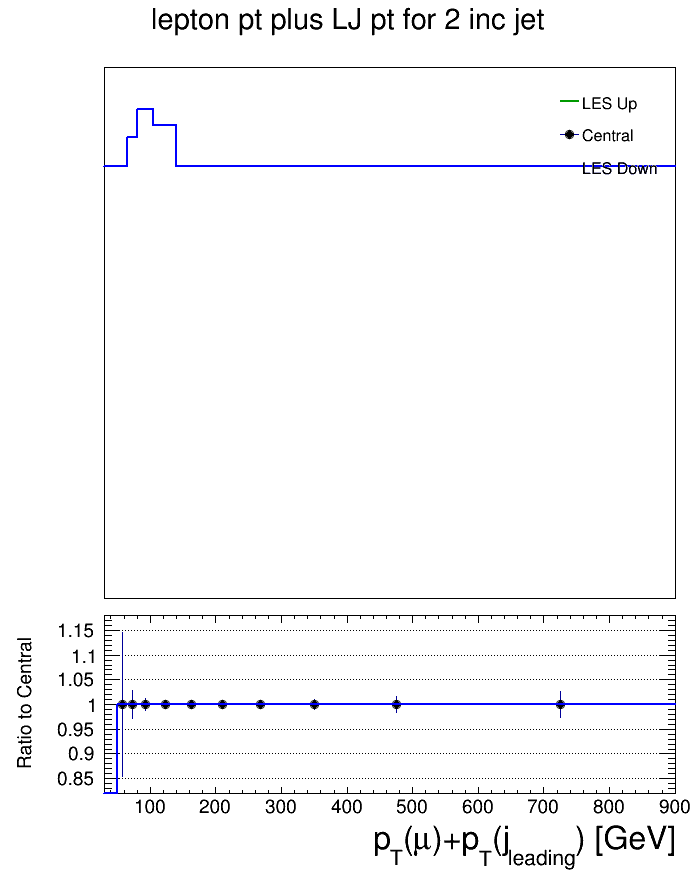 lepton pt plus LJ pt for 2 inc jet
LES Up
Central
LES Down
Ratio to Central
1.15
1.1
1.05
1
0.95
0.9
0.85
100 200 300 400 500 600 700 800 900
p_T(μ)+p_T(j_leading) [GeV]